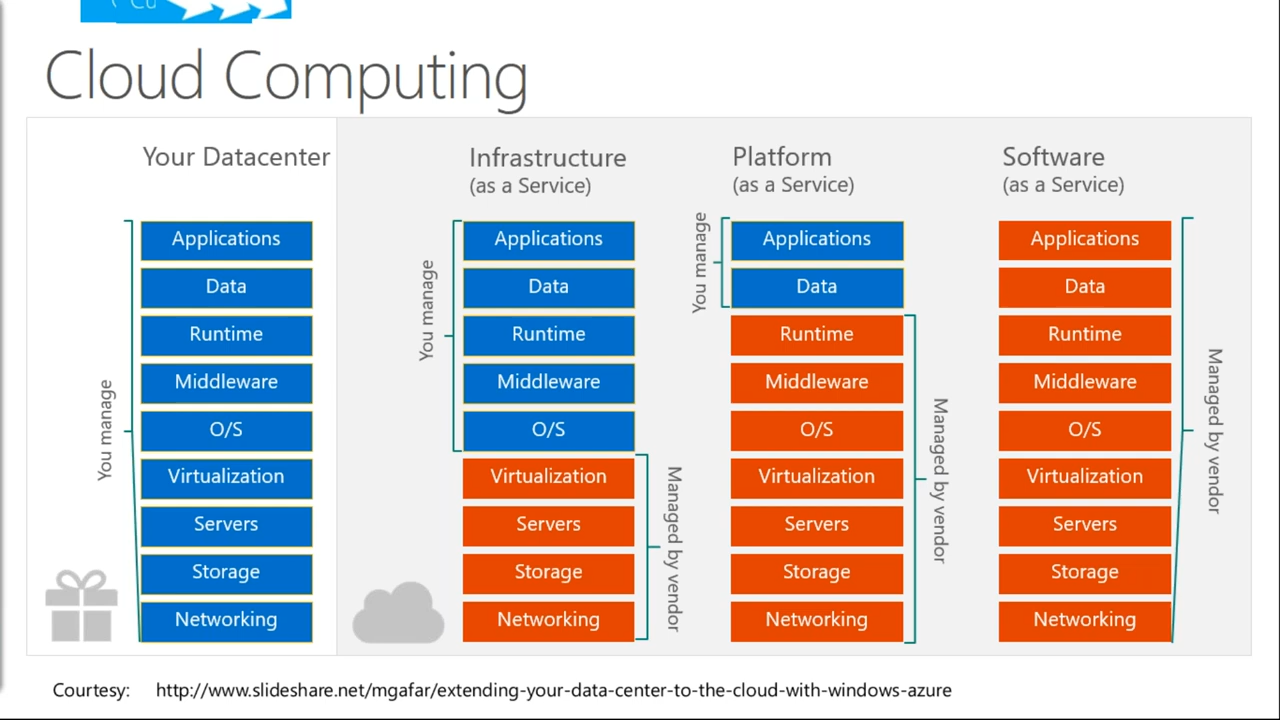 Cloud Computing
Your Datacenter
You manage
Applications
Data
Runtime
Middleware
O/S
Virtualization
Servers
Storage
Networking
Infrastructure
(as a Service)
You manage
Applications
Data
Runtime
Middleware
O/S
Virtualization
Servers
Storage
Networking
Managed by vendor
Platform
(as a Service)
You manage
Applications
Data
Runtime
Middleware
O/S
Virtualization
Servers
Storage
Networking
Managed by vendor
Software
(as a Service)
Applications
Data
Runtime
Middleware
O/S
Virtualization
Servers
Storage
Networking
Managed by vendor
Courtesy: http://www.slideshare.net/mgafar/extending-your-data-center-to-the-cloud-with-windows-azure